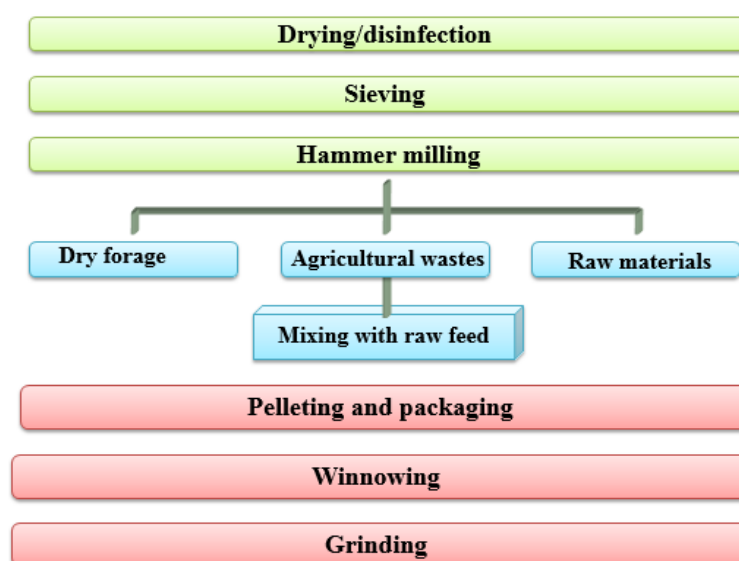 Drying/disinfection
Sieving
Hammer milling
Dry forage
Agricultural wastes
Raw materials
Mixing with raw feed
Pelleting and packaging
Winnowing
Grinding